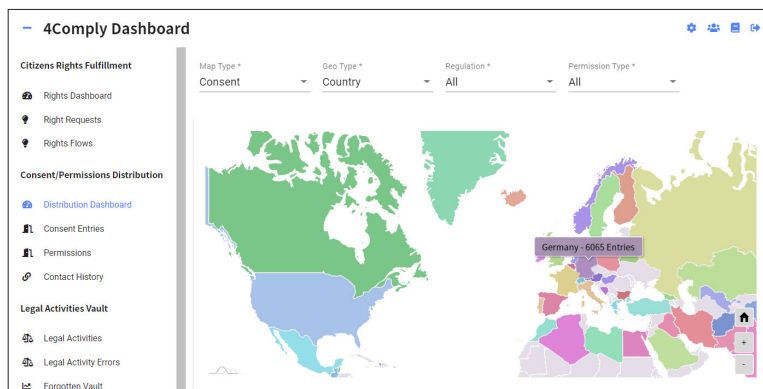 4Comply Dashboard
Citizens Rights Fulfillment
Rights Dashboard
Right Requests
Rights Flows
Consent/Permissions Distribution
Distribution Dashboard
Consent Entries
Permissions
Contact History
Legal Activities Vault
Legal Activities
Legal Activity Errors
Forgotten Vault
Map Type *
Consent
Geo Type *
Country
Regulation *
All
Permission Type *
All
Germany - 6065 Entries
+
-